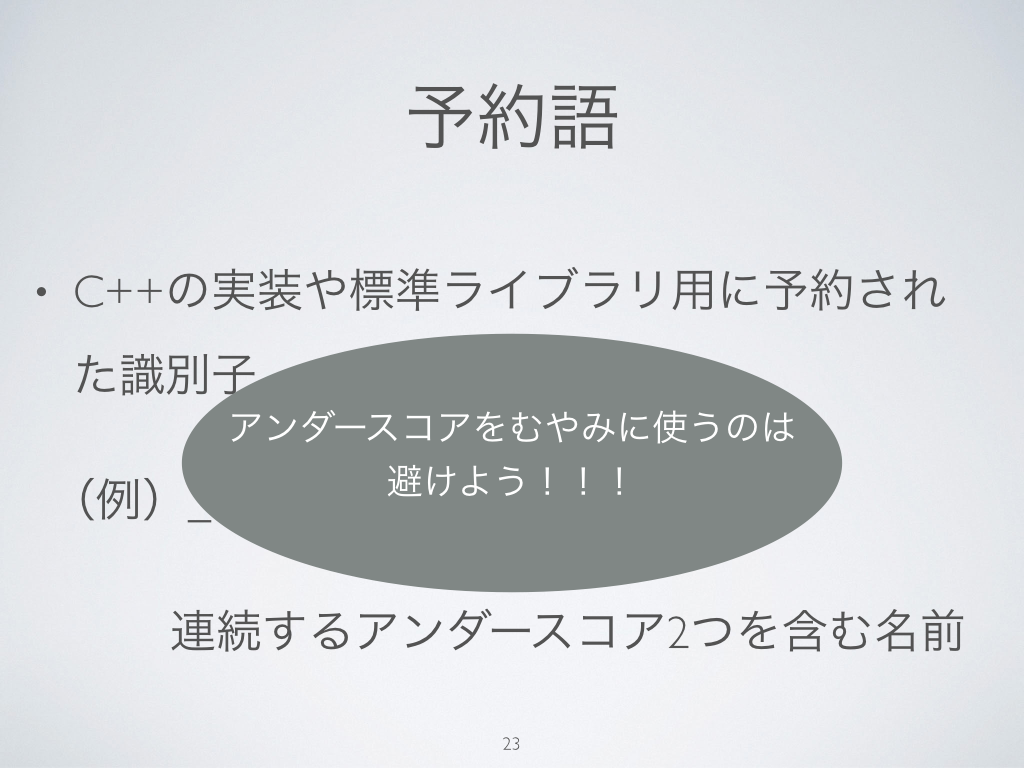 予約語
• C++の実装や標準ライブラリ用に予約され
た識別子
アンダースコアをむやみに使うのは
避けよう！！！
（例）_
連続するアンダースコア2つを含む名前
23